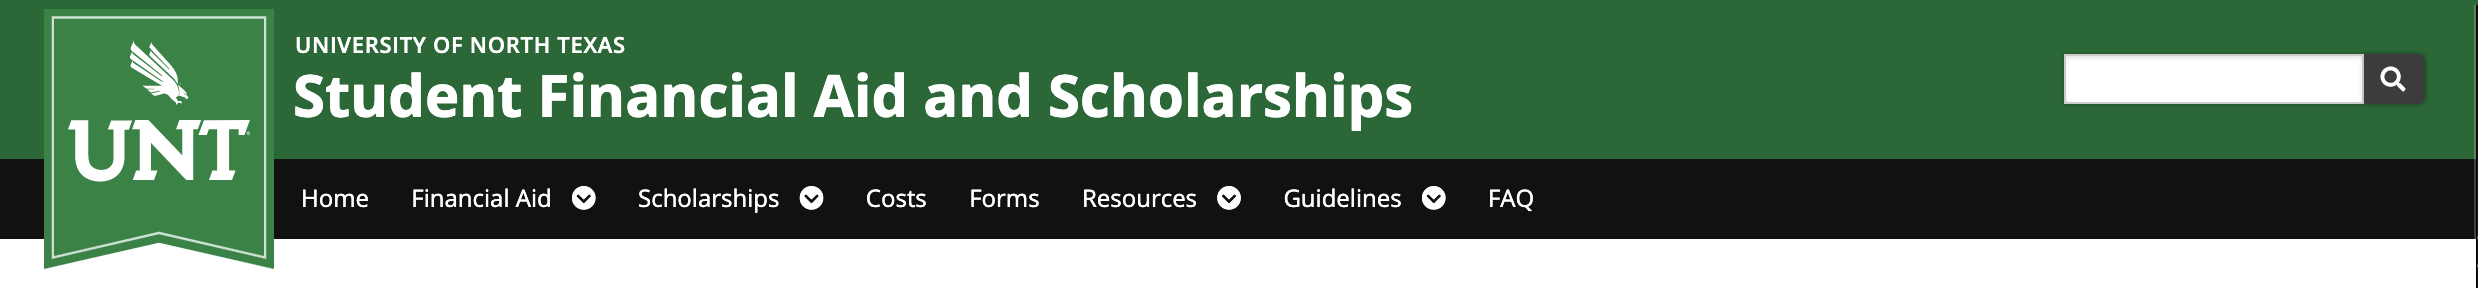 UNT
UNIVERSITY OF NORTH TEXAS
Student Financial Aid and Scholarships
Home Financial Aid Scholarships Costs Forms Resources Guidelines FAQ